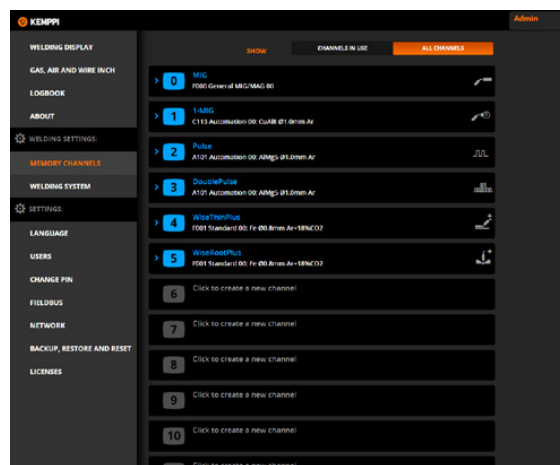 KEMPPI
Admin
WELDING DISPLAY
GAS, AIR AND WIRE INCH
LOGBOOK
ABOUT
WELDING SETTINGS:
MEMORY CHANNELS
WELDING SYSTEM
SETTINGS:
LANGUAGE
USERS
CHANGE PIN
FIELDBUS
NETWORK
BACKUP, RESTORE AND RESET
LICENSES
SHOW
CHANNELS IN USE
ALL CHANNELS
0
MIG
F000 General MIG/MAG 00
1
1-MIG
C113 Automation 00: CuAl8 Ø1.0mm Ar
2
Pulse
A101 Automation 00: AlMg5 Ø1.0mm Ar
3
DoublePulse
A101 Automation 00: AlMg5 Ø1.0mm Ar
4
WiseThinPlus
F001 Standard 00: Fe Ø0.8mm Ar+18%CO2
5
WiseRootPlus
F001 Standard 00: Fe Ø0.8mm Ar+18%CO2
6
Click to create a new channel
7
Click to create a new channel
8
Click to create a new channel
9
Click to create a new channel
10
Click to create a new channel
Click to create a new channel